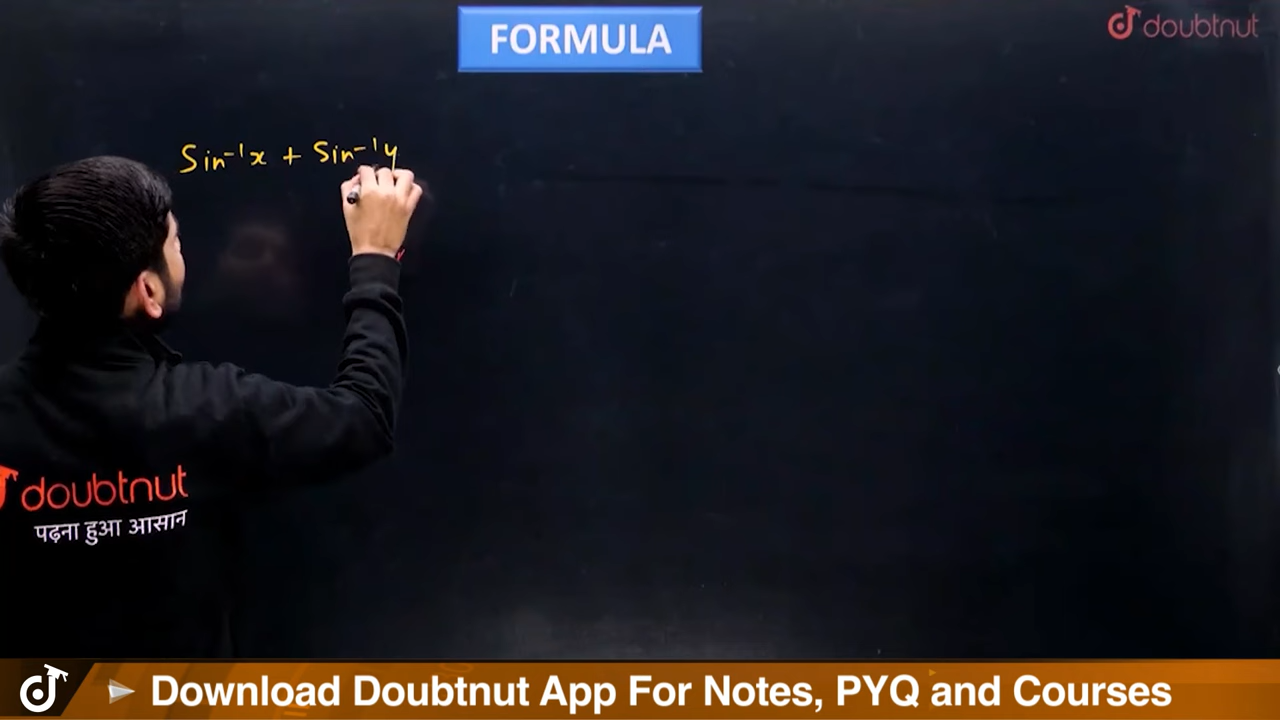 FORMULA
doubtnut
Sin⁻¹x + Sin⁻¹y
doubtnut
पढ़ना हुआ आसान
Download Doubtnut App For Notes, PYQ and Courses